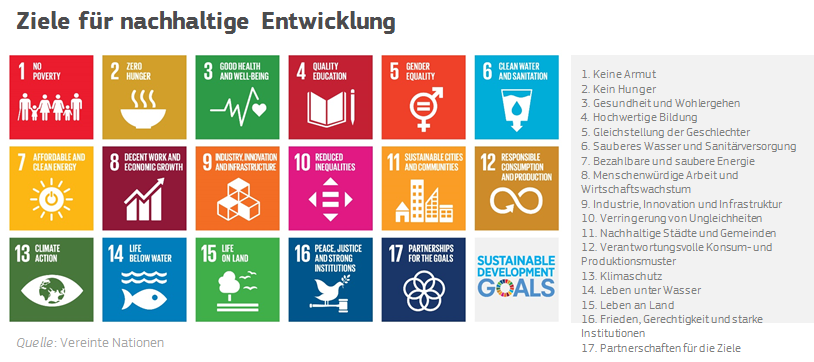 Ziele für nachhaltige Entwicklung
1 NO
POVERTY
2 ZERO
HUNGER
3 GOOD HEALTH
AND WELL-BEING
4 QUALITY
EDUCATION
5 GENDER
EQUALITY
6 CLEAN WATER
AND SANITATION
7 AFFORDABLE AND
CLEAN ENERGY
8 DECENT WORK AND
ECONOMIC GROWTH
9 INDUSTRY, INNOVATION
AND INFRASTRUCTURE
10 REDUCED
INEQUALITIES
11 SUSTAINABLE CITIES
AND COMMUNITIES
12 RESPONSIBLE
CONSUMPTION
AND PRODUCTION
13 CLIMATE
ACTION
14 LIFE
BELOW WATER
15 LIFE
ON LAND
16 PEACE, JUSTICE
AND STRONG
INSTITUTIONS
17 PARTNERSHIPS
FOR THE GOALS
SUSTAINABLE
DEVELOPMENT
GOALS
1. Keine Armut
2. Kein Hunger
3. Gesundheit und Wohlergehen
4. Hochwertige Bildung
5. Gleichstellung der Geschlechter
6. Sauberes Wasser und Sanitärversorgung
7. Bezahlbare und saubere Energie
8. Menschenwürdige Arbeit und
Wirtschaftswachstum
9. Industrie, Innovation und Infrastruktur
10. Verringerung von Ungleichheiten
11. Nachhaltige Städte und Gemeinden
12. Verantwortungsvolle Konsum- und
Produktionsmuster
13. Klimaschutz
14. Leben unter Wasser
15. Leben an Land
16. Frieden, Gerechtigkeit und starke
Institutionen
17. Partnerschaften für die Ziele
Quelle: Vereinte Nationen